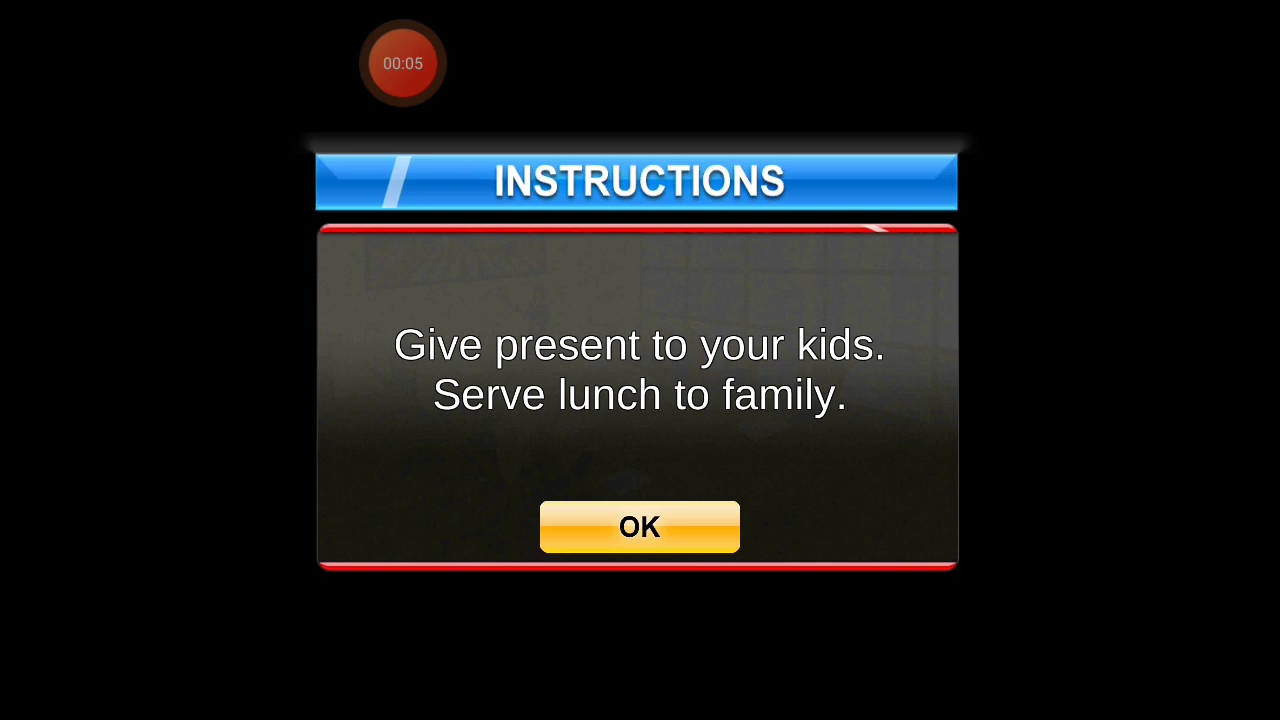 00:05
INSTRUCTIONS
Give present to your kids.
Serve lunch to family.
OK